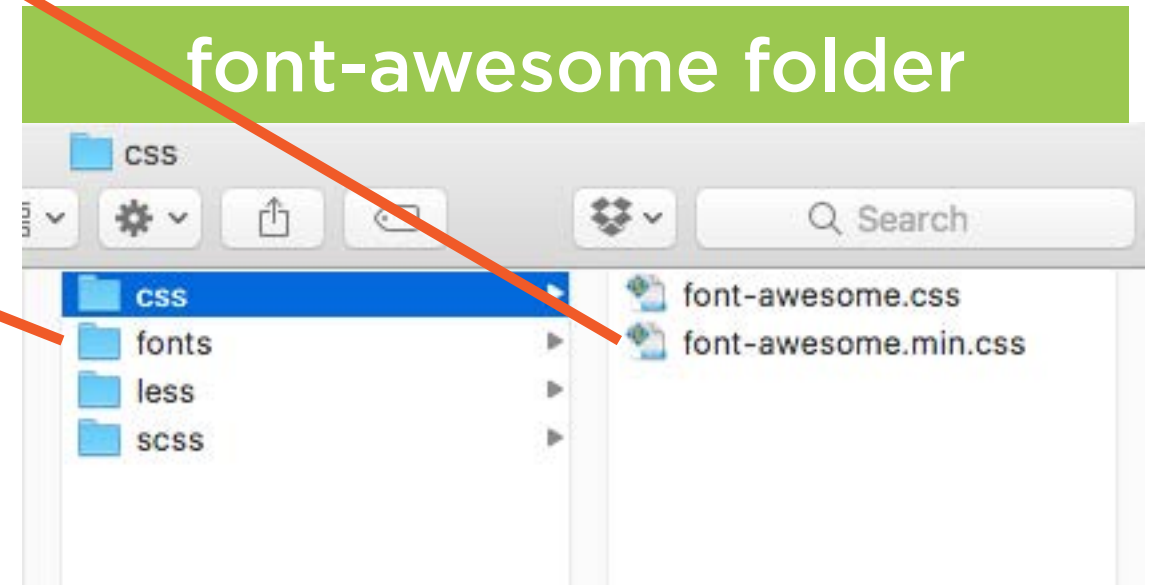 font-awesome folder
css
Search
css
font-awesome.css
fonts
font-awesome.min.css
less
scss